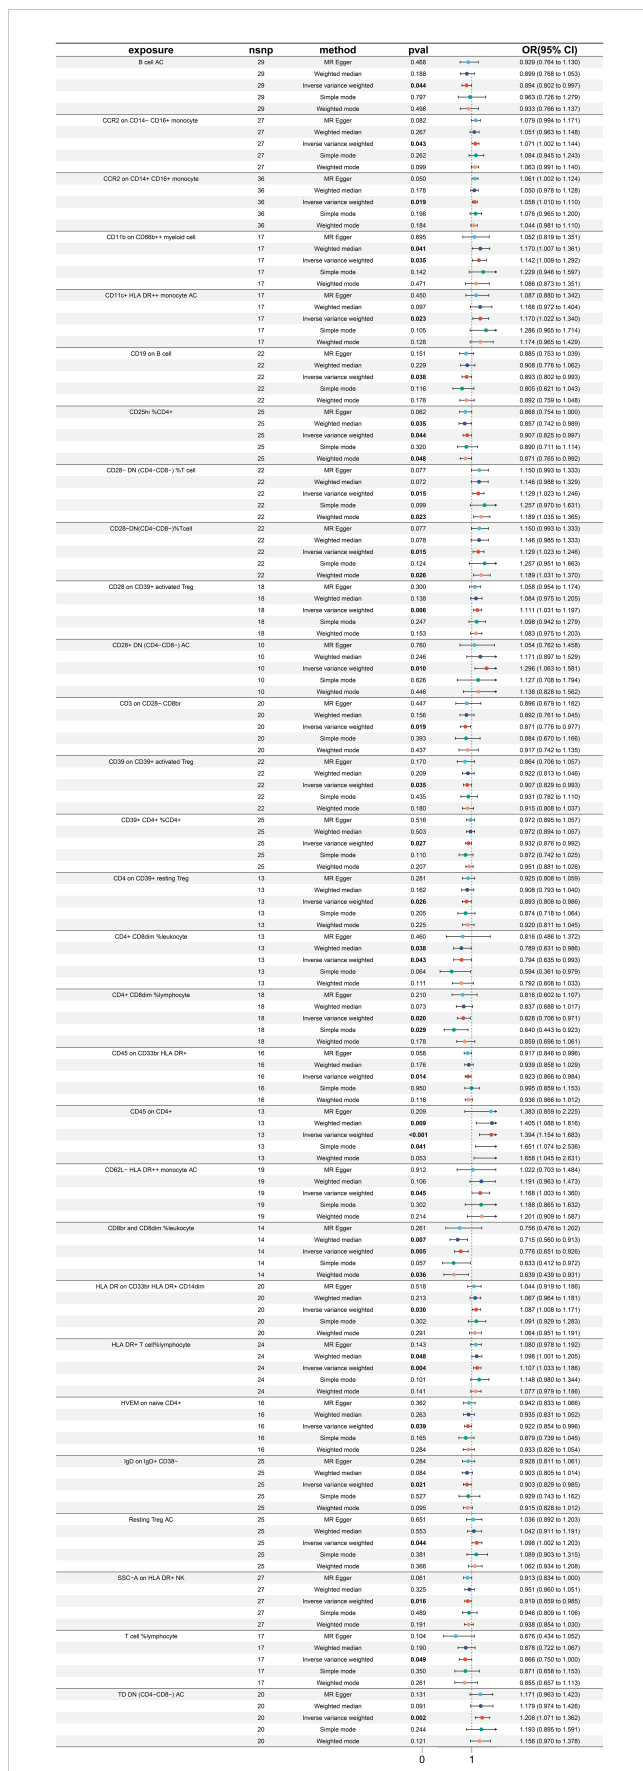 exposure nsnp method pval OR(95% CI)
B cell AC 29 MR Egger 0.468 0.929 (0.764 to 1.130)
29 Weighted median 0.188 0.899 (0.768 to 1.053)
29 Inverse variance weighted 0.044 0.894 (0.802 to 0.997)
29 Simple mode 0.797 0.963 (0.726 to 1.279)
29 Weighted mode 0.498 0.933 (0.766 to 1.137)
CCR2 on CD14− CD16+ monocyte 27 MR Egger 0.082 1.079 (0.994 to 1.171)
27 Weighted median 0.267 1.051 (0.963 to 1.148)
27 Inverse variance weighted 0.043 1.071 (1.002 to 1.144)
27 Simple mode 0.262 1.084 (0.945 to 1.243)
27 Weighted mode 0.099 1.063 (0.991 to 1.140)
CCR2 on CD14+ CD16+ monocyte 36 MR Egger 0.050 1.061 (1.002 to 1.124)
36 Weighted median 0.178 1.050 (0.978 to 1.128)
36 Inverse variance weighted 0.019 1.058 (1.010 to 1.110)
36 Simple mode 0.198 1.076 (0.965 to 1.200)
36 Weighted mode 0.184 1.044 (0.981 to 1.110)
CD11b on CD66b++ myeloid cell 17 MR Egger 0.695 1.052 (0.819 to 1.351)
17 Weighted median 0.041 1.170 (1.007 to 1.361)
17 Inverse variance weighted 0.035 1.142 (1.009 to 1.292)
17 Simple mode 0.142 1.229 (0.946 to 1.597)
17 Weighted mode 0.471 1.086 (0.873 to 1.351)
CD11c+ HLA DR++ monocyte AC 17 MR Egger 0.450 1.087 (0.880 to 1.342)
17 Weighted median 0.097 1.168 (0.972 to 1.404)
17 Inverse variance weighted 0.023 1.170 (1.022 to 1.340)
17 Simple mode 0.105 1.286 (0.965 to 1.714)
17 Weighted mode 0.128 1.174 (0.965 to 1.429)
CD19 on B cell 22 MR Egger 0.151 0.885 (0.753 to 1.039)
22 Weighted median 0.229 0.908 (0.776 to 1.062)
22 Inverse variance weighted 0.036 0.893 (0.802 to 0.993)
22 Simple mode 0.116 0.805 (0.621 to 1.043)
22 Weighted mode 0.178 0.892 (0.759 to 1.048)
CD25hi %CD4+ 25 MR Egger 0.062 0.868 (0.754 to 1.000)
25 Weighted median 0.035 0.857 (0.742 to 0.989)
25 Inverse variance weighted 0.044 0.907 (0.825 to 0.997)
25 Simple mode 0.320 0.890 (0.711 to 1.114)
25 Weighted mode 0.048 0.871 (0.765 to 0.992)
CD28− DN (CD4−CD8−) %T cell 22 MR Egger 0.077 1.150 (0.993 to 1.333)
22 Weighted median 0.072 1.146 (0.988 to 1.329)
22 Inverse variance weighted 0.015 1.129 (1.023 to 1.246)
22 Simple mode 0.099 1.257 (0.970 to 1.631)
22 Weighted mode 0.023 1.189 (1.035 to 1.365)
CD28−DN(CD4−CD8−)%Tcell 22 MR Egger 0.077 1.150 (0.993 to 1.333)
22 Weighted median 0.078 1.146 (0.985 to 1.333)
22 Inverse variance weighted 0.015 1.129 (1.023 to 1.246)
22 Simple mode 0.124 1.257 (0.951 to 1.663)
22 Weighted mode 0.026 1.189 (1.031 to 1.370)
CD28 on CD39+ activated Treg 18 MR Egger 0.300 1.058 (0.954 to 1.174)
18 Weighted median 0.138 1.084 (0.975 to 1.205)
18 Inverse variance weighted 0.006 1.111 (1.031 to 1.197)
18 Simple mode 0.247 1.098 (0.942 to 1.279)
18 Weighted mode 0.153 1.083 (0.975 to 1.203)
CD28+ DN (CD4−CD8−) AC 10 MR Egger 0.760 1.054 (0.762 to 1.458)
10 Weighted median 0.246 1.171 (0.897 to 1.529)
10 Inverse variance weighted 0.010 1.296 (1.063 to 1.581)
10 Simple mode 0.626 1.127 (0.708 to 1.794)
10 Weighted mode 0.446 1.138 (0.828 to 1.562)
CD3 on CD28− CD8br 20 MR Egger 0.447 0.896 (0.679 to 1.182)
20 Weighted median 0.156 0.892 (0.761 to 1.045)
20 Inverse variance weighted 0.019 0.871 (0.776 to 0.977)
20 Simple mode 0.393 0.884 (0.670 to 1.166)
20 Weighted mode 0.437 0.917 (0.742 to 1.135)
CD39 on CD39+ activated Treg 22 MR Egger 0.170 0.864 (0.706 to 1.057)
22 Weighted median 0.209 0.922 (0.813 to 1.046)
22 Inverse variance weighted 0.035 0.907 (0.829 to 0.993)
22 Simple mode 0.435 0.931 (0.782 to 1.110)
22 Weighted mode 0.180 0.915 (0.808 to 1.037)
CD39+ CD4+ %CD4+ 25 MR Egger 0.516 0.972 (0.895 to 1.057)
25 Weighted median 0.503 0.972 (0.894 to 1.057)
25 Inverse variance weighted 0.027 0.932 (0.876 to 0.992)
25 Simple mode 0.110 0.872 (0.742 to 1.025)
25 Weighted mode 0.207 0.951 (0.881 to 1.026)
CD4 on CD39+ resting Treg 13 MR Egger 0.281 0.925 (0.808 to 1.059)
13 Weighted median 0.162 0.908 (0.793 to 1.040)
13 Inverse variance weighted 0.026 0.893 (0.808 to 0.986)
13 Simple mode 0.205 0.874 (0.718 to 1.064)
13 Weighted mode 0.225 0.920 (0.811 to 1.045)
CD4+ CD8dim %leukocyte 13 MR Egger 0.460 0.816 (0.486 to 1.372)
13 Weighted median 0.038 0.789 (0.631 to 0.986)
13 Inverse variance weighted 0.043 0.794 (0.635 to 0.993)
13 Simple mode 0.064 0.594 (0.361 to 0.979)
13 Weighted mode 0.111 0.792 (0.608 to 1.033)
CD4+ CD8dim %lymphocyte 18 MR Egger 0.210 0.816 (0.602 to 1.107)
18 Weighted median 0.073 0.837 (0.688 to 1.017)
18 Inverse variance weighted 0.020 0.828 (0.706 to 0.971)
18 Simple mode 0.029 0.640 (0.443 to 0.923)
18 Weighted mode 0.178 0.859 (0.696 to 1.061)
CD45 on CD33br HLA DR+ 16 MR Egger 0.058 0.917 (0.846 to 0.996)
16 Weighted median 0.176 0.939 (0.858 to 1.029)
16 Inverse variance weighted 0.014 0.923 (0.866 to 0.984)
16 Simple mode 0.950 0.995 (0.859 to 1.153)
16 Weighted mode 0.116 0.936 (0.866 to 1.012)
CD45 on CD4+ 13 MR Egger 0.209 1.383 (0.859 to 2.225)
13 Weighted median 0.009 1.405 (1.088 to 1.816)
13 Inverse variance weighted <0.001 1.394 (1.154 to 1.683)
13 Simple mode 0.041 1.651 (1.074 to 2.536)
13 Weighted mode 0.053 1.658 (1.045 to 2.631)
CD62L− HLA DR++ monocyte AC 19 MR Egger 0.912 1.022 (0.703 to 1.484)
19 Weighted median 0.106 1.191 (0.963 to 1.473)
19 Inverse variance weighted 0.045 1.168 (1.003 to 1.360)
19 Simple mode 0.302 1.188 (0.865 to 1.632)
19 Weighted mode 0.214 1.201 (0.909 to 1.587)
CD8br and CD8dim %leukocyte 14 MR Egger 0.261 0.756 (0.476 to 1.202)
14 Weighted median 0.007 0.715 (0.560 to 0.913)
14 Inverse variance weighted 0.005 0.776 (0.651 to 0.926)
14 Simple mode 0.057 0.633 (0.412 to 0.972)
14 Weighted mode 0.036 0.639 (0.439 to 0.931)
HLA DR on CD33br HLA DR+ CD14dim 20 MR Egger 0.518 1.044 (0.919 to 1.186)
20 Weighted median 0.213 1.067 (0.964 to 1.181)
20 Inverse variance weighted 0.030 1.087 (1.008 to 1.171)
20 Simple mode 0.302 1.091 (0.929 to 1.283)
20 Weighted mode 0.291 1.064 (0.951 to 1.191)
HLA DR+ T cell%lymphocyte 24 MR Egger 0.143 1.080 (0.978 to 1.192)
24 Weighted median 0.048 1.098 (1.001 to 1.205)
24 Inverse variance weighted 0.004 1.107 (1.033 to 1.186)
24 Simple mode 0.101 1.148 (0.980 to 1.344)
24 Weighted mode 0.141 1.077 (0.979 to 1.186)
HVEM on naive CD4+ 16 MR Egger 0.362 0.942 (0.833 to 1.066)
16 Weighted median 0.263 0.935 (0.831 to 1.052)
16 Inverse variance weighted 0.039 0.922 (0.854 to 0.996)
16 Simple mode 0.165 0.879 (0.739 to 1.045)
16 Weighted mode 0.284 0.933 (0.826 to 1.054)
IgD on IgD+ CD38− 25 MR Egger 0.284 0.928 (0.811 to 1.061)
25 Weighted median 0.084 0.903 (0.805 to 1.014)
25 Inverse variance weighted 0.021 0.903 (0.829 to 0.985)
25 Simple mode 0.527 0.929 (0.743 to 1.162)
25 Weighted mode 0.095 0.915 (0.828 to 1.012)
Resting Treg AC 25 MR Egger 0.651 1.036 (0.892 to 1.203)
25 Weighted median 0.553 1.042 (0.911 to 1.191)
25 Inverse variance weighted 0.044 1.098 (1.002 to 1.203)
25 Simple mode 0.381 1.089 (0.903 to 1.315)
25 Weighted mode 0.366 1.062 (0.934 to 1.208)
SSC−A on HLA DR+ NK 27 MR Egger 0.061 0.913 (0.834 to 1.000)
27 Weighted median 0.325 0.951 (0.860 to 1.051)
27 Inverse variance weighted 0.016 0.919 (0.859 to 0.985)
27 Simple mode 0.489 0.946 (0.809 to 1.106)
27 Weighted mode 0.191 0.938 (0.854 to 1.030)
T cell %lymphocyte 17 MR Egger 0.104 0.676 (0.434 to 1.052)
17 Weighted median 0.190 0.878 (0.722 to 1.067)
17 Inverse variance weighted 0.049 0.866 (0.750 to 1.000)
17 Simple mode 0.350 0.871 (0.658 to 1.153)
17 Weighted mode 0.261 0.855 (0.655 to 1.113)
TD DN (CD4−CD8−) AC 20 MR Egger 0.131 1.171 (0.963 to 1.423)
20 Weighted median 0.091 1.179 (0.974 to 1.426)
20 Inverse variance weighted 0.002 1.208 (1.071 to 1.362)
20 Simple mode 0.244 1.193 (0.895 to 1.591)
20 Weighted mode 0.121 1.156 (0.970 to 1.378)
0 1